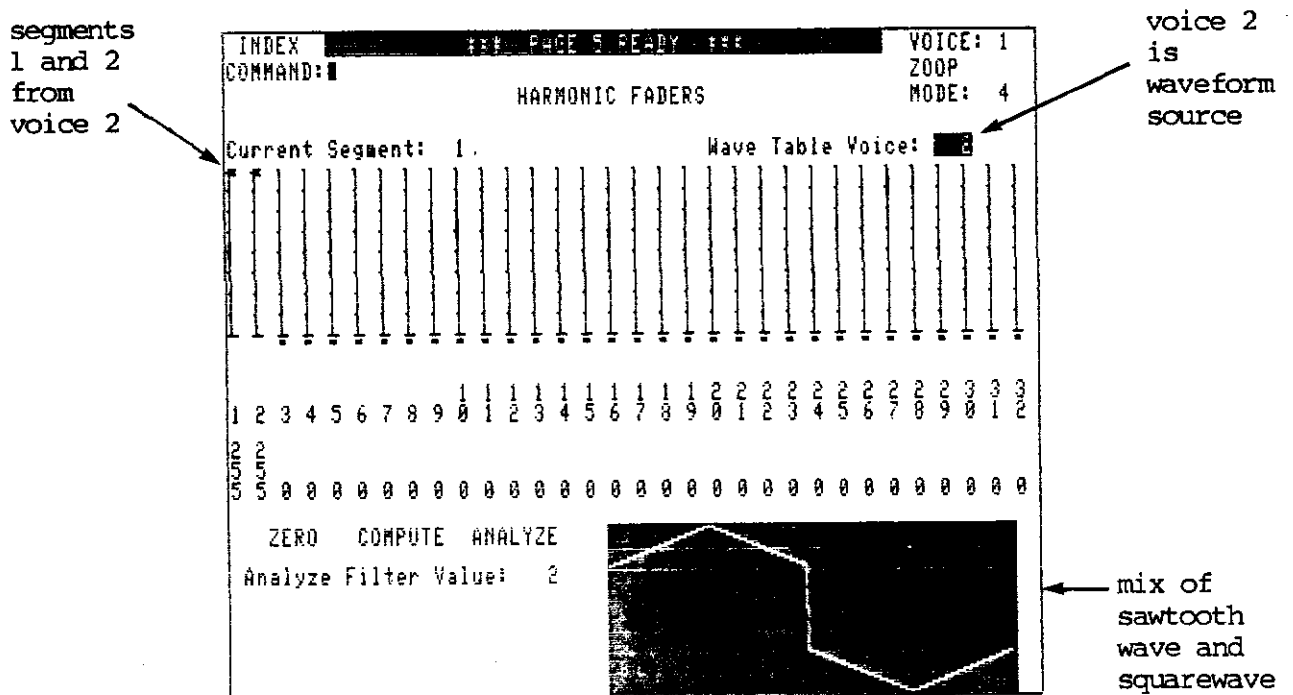 segments
1 and 2
from
voice 2
INDEX *** PAGE 5 READY *** VOICE: 1
COMMAND: ZOOP
HARMONIC FADERS MODE: 4
voice 2
is
waveform
source
Current Segment: 1. Wave Table Voice: 2
1 2 3 4 5 6 7 8 9 10 11 12 13 14 15 16 17 18 19 20 21 22 23 24 25 26 27 28 29 30 31 32
255 255 0 0 0 0 0 0 0 0 0 0 0 0 0 0 0 0 0 0 0 0 0 0 0 0 0 0 0 0 0 0
ZERO COMPUTE ANALYZE
Analyze Filter Value: 2
mix of
sawtooth
wave and
squarewave